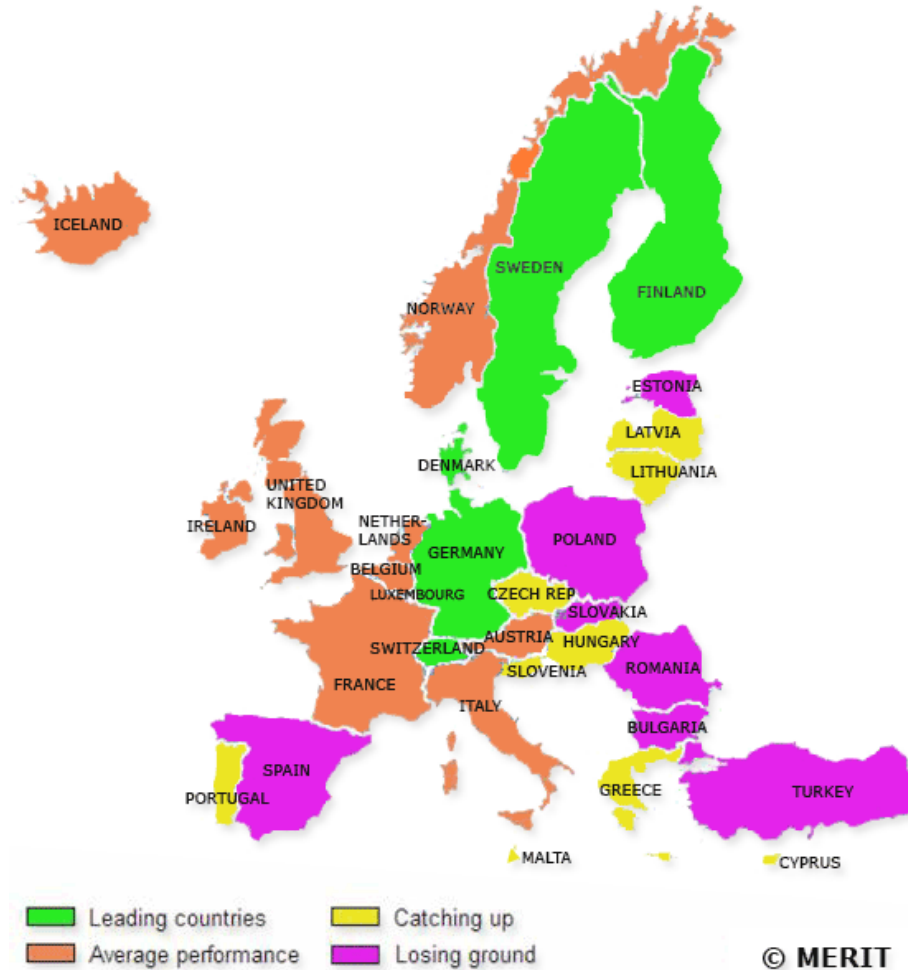 ICELAND
SWEDEN
FINLAND
NORWAY
ESTONIA
LATVIA
LITHUANIA
DENMARK
UNITED
KINGDOM
IRELAND
NETHER-
LANDS
GERMANY
POLAND
BELGIUM
LUXEMBOURG
CZECH REP
SLOVAKIA
AUSTRIA
HUNGARY
SWITZERLAND
SLOVENIA
ROMANIA
FRANCE
ITALY
BULGARIA
SPAIN
PORTUGAL
GREECE
TURKEY
MALTA
CYPRUS
Leading countries
Catching up
Average performance
Losing ground
© MERIT